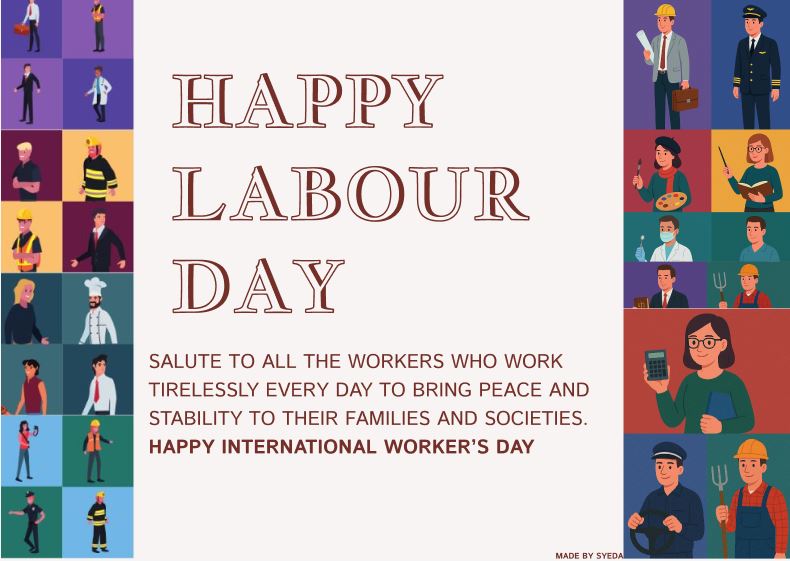 HAPPY
LABOUR
DAY
SALUTE TO ALL THE WORKERS WHO WORK
TIRELESSLY EVERY DAY TO BRING PEACE AND
STABILITY TO THEIR FAMILIES AND SOCIETIES.
HAPPY INTERNATIONAL WORKER'S DAY
MADE BY SYEDA